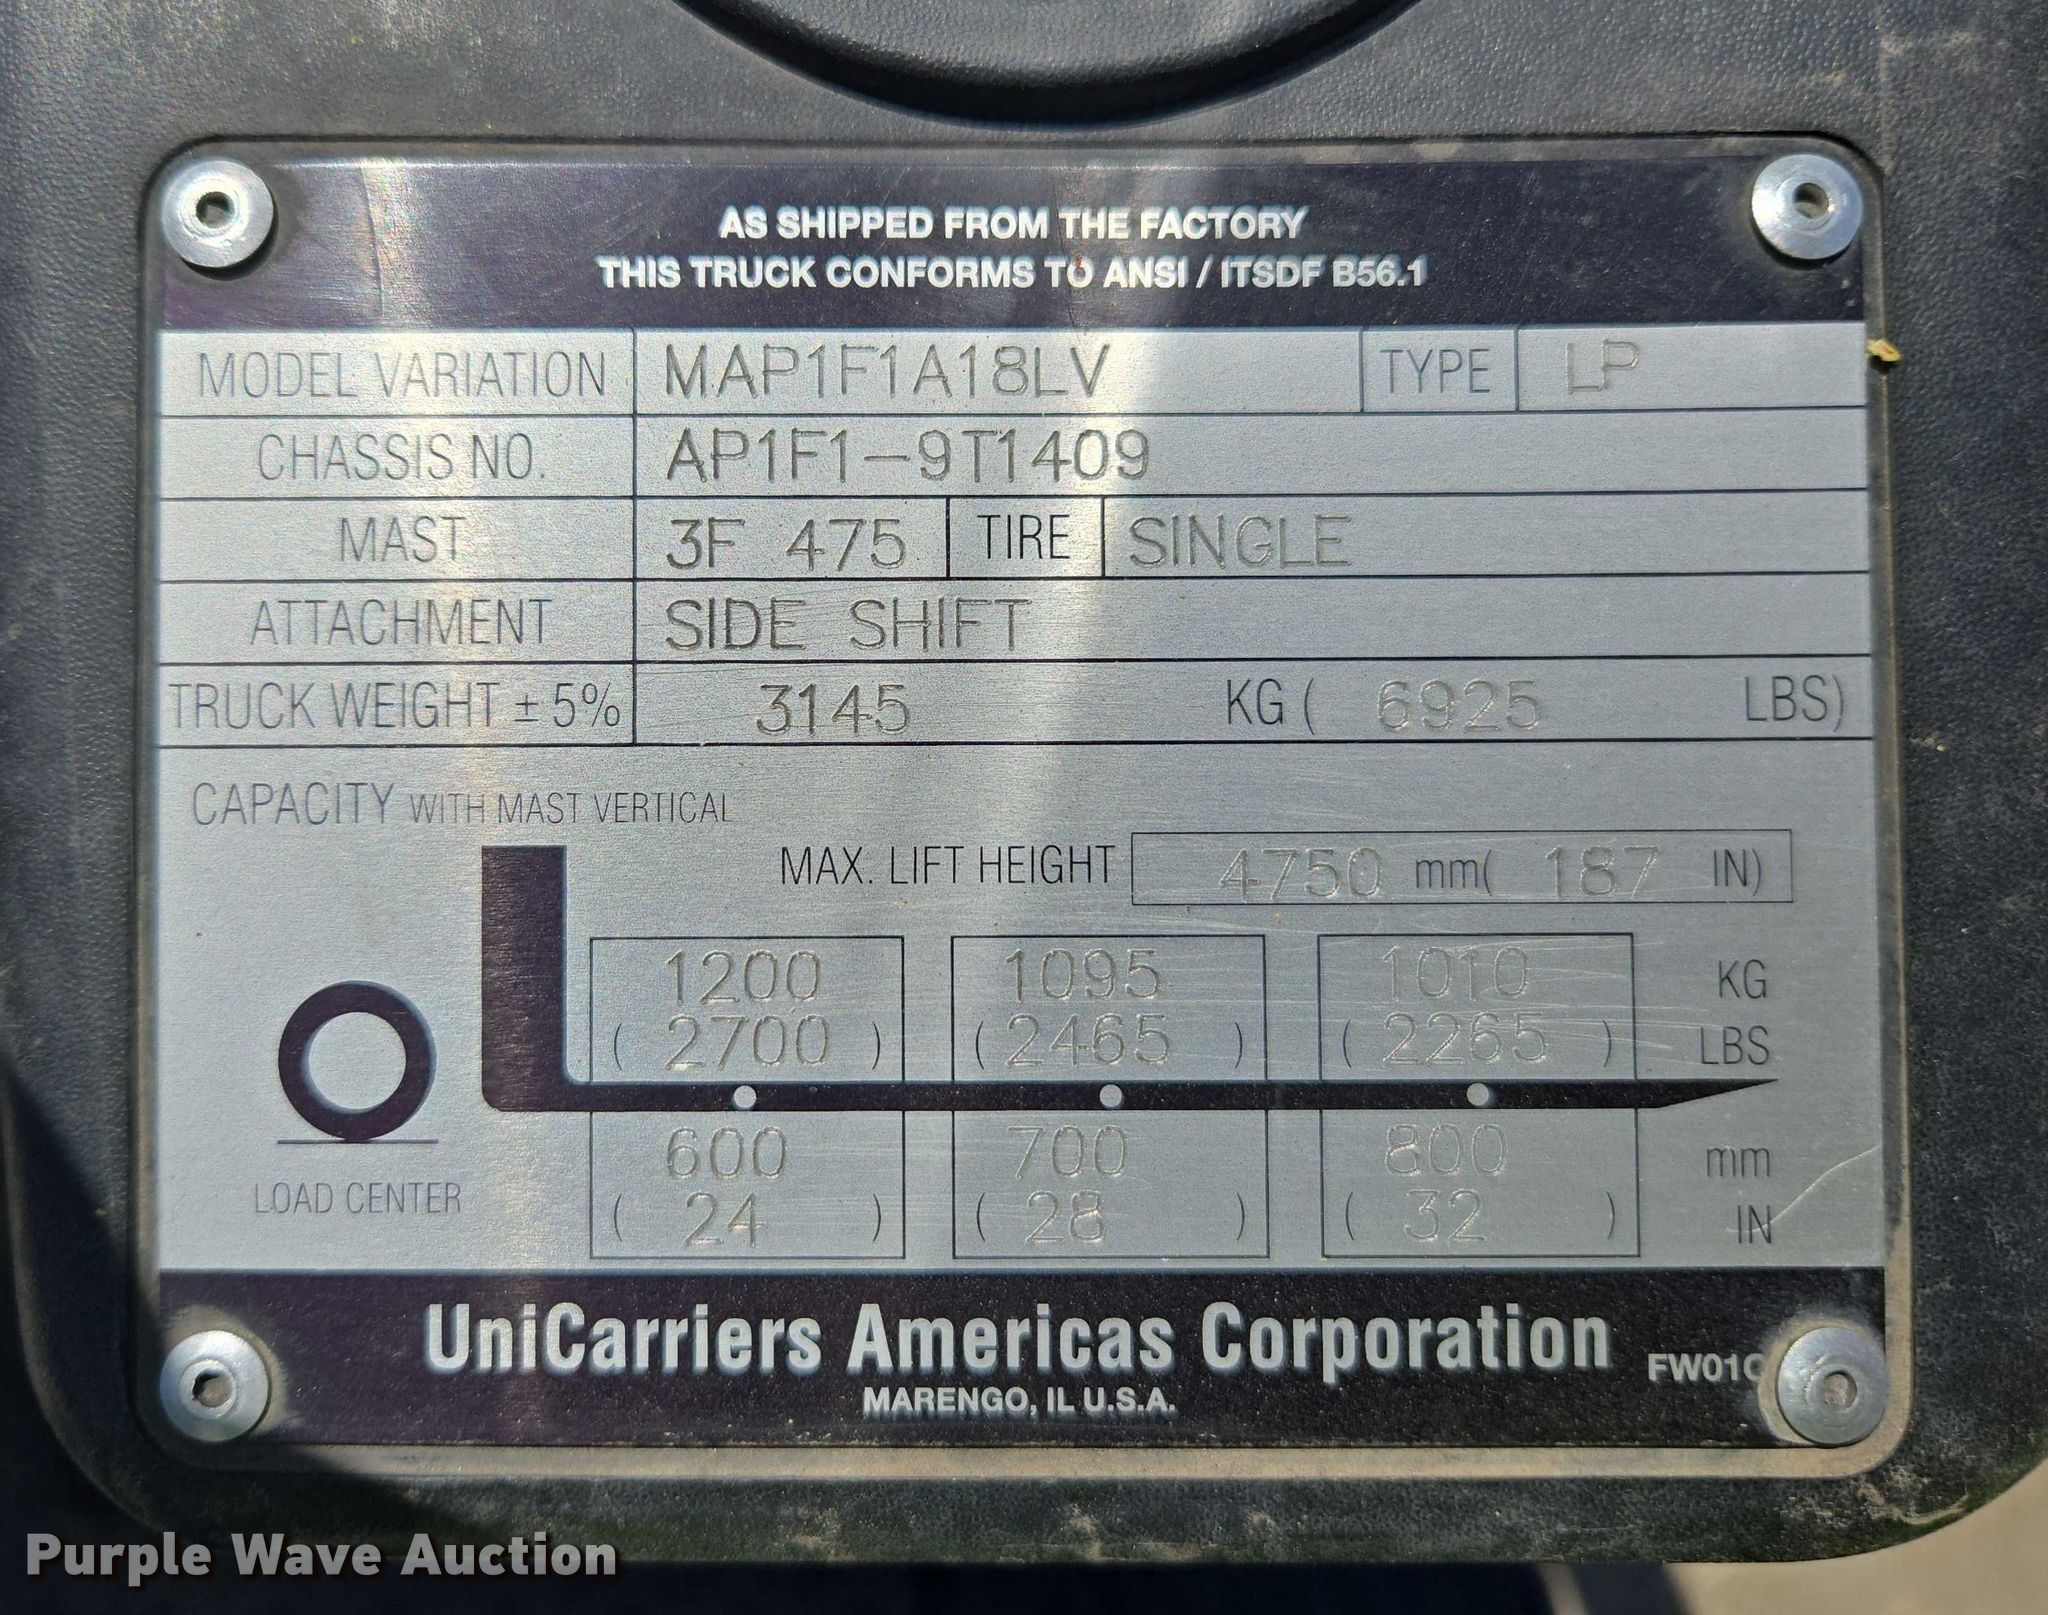 AS SHIPPED FROM THE FACTORY
THIS TRUCK CONFORMS TO ANSI / ITSDF B56.1
MODEL VARIATION MAP1F1A18LV TYPE LP
CHASSIS NO. AP1F1-9T1409
MAST 3F 475 TIRE SINGLE
ATTACHMENT SIDE SHIFT
TRUCK WEIGHT ± 5% 3145 KG ( 6925 LBS)
CAPACITY WITH MAST VERTICAL
MAX. LIFT HEIGHT 4750 mm( 187 IN)
1200 1095 1010 KG
( 2700 ) ( 2465 ) ( 2265 ) LBS
600 700 800 mm
LOAD CENTER ( 24 ) ( 28 ) ( 32 ) IN
UniCarriers Americas Corporation
MARENGO, IL U.S.A.
Purple Wave Auction